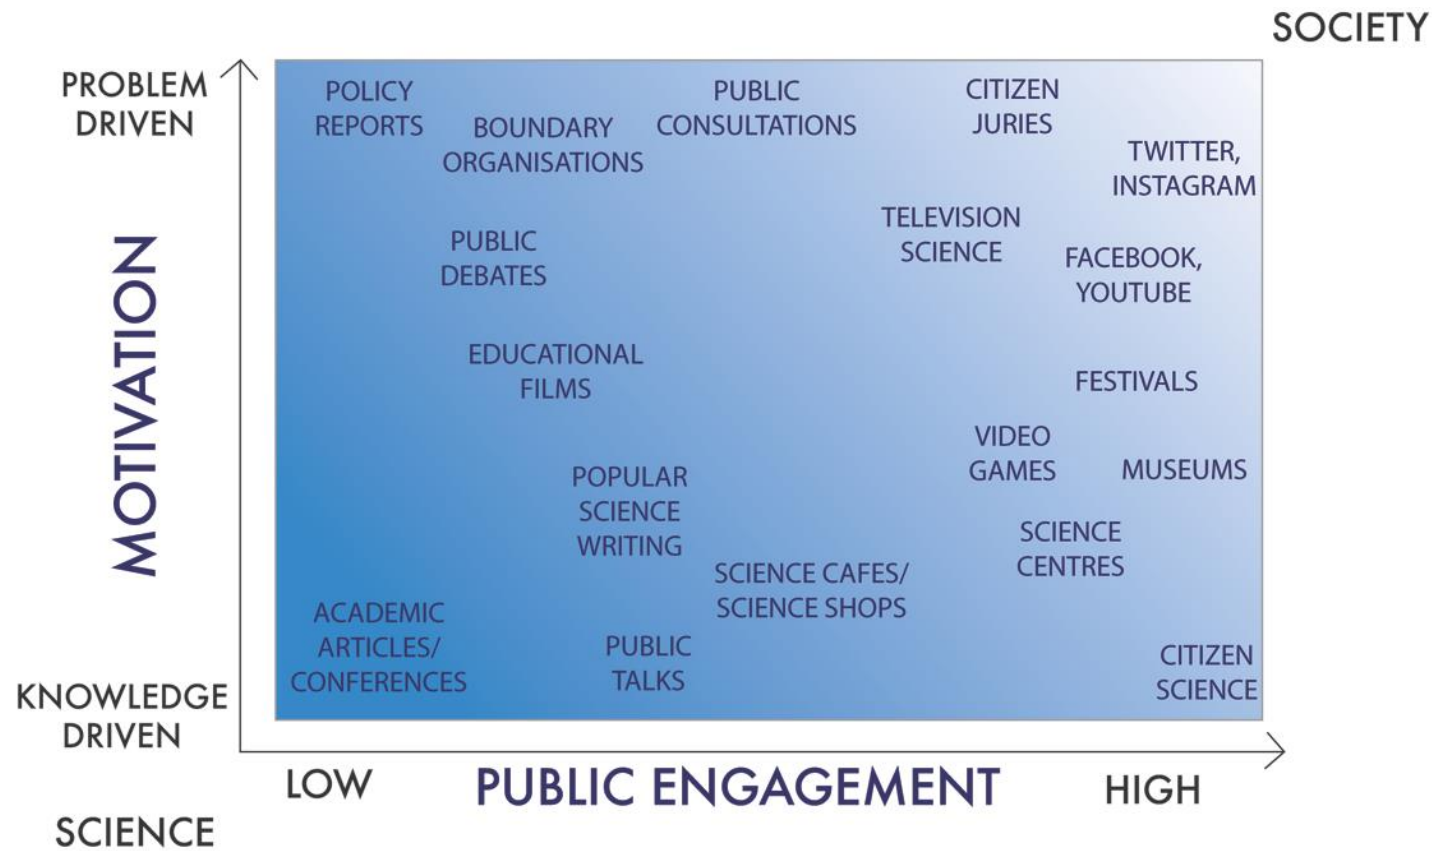 SOCIETY
PROBLEM
DRIVEN
POLICY
REPORTS
BOUNDARY
ORGANISATIONS
PUBLIC
CONSULTATIONS
CITIZEN
JURIES
TWITTER,
INSTAGRAM
PUBLIC
DEBATES
TELEVISION
SCIENCE
FACEBOOK,
YOUTUBE
MOTIVATION
EDUCATIONAL
FILMS
FESTIVALS
VIDEO
GAMES
MUSEUMS
POPULAR
SCIENCE
WRITING
SCIENCE
CENTRES
SCIENCE CAFES/
SCIENCE SHOPS
ACADEMIC
ARTICLES/
CONFERENCES
PUBLIC
TALKS
CITIZEN
SCIENCE
KNOWLEDGE
DRIVEN
LOW
PUBLIC ENGAGEMENT
HIGH
SCIENCE